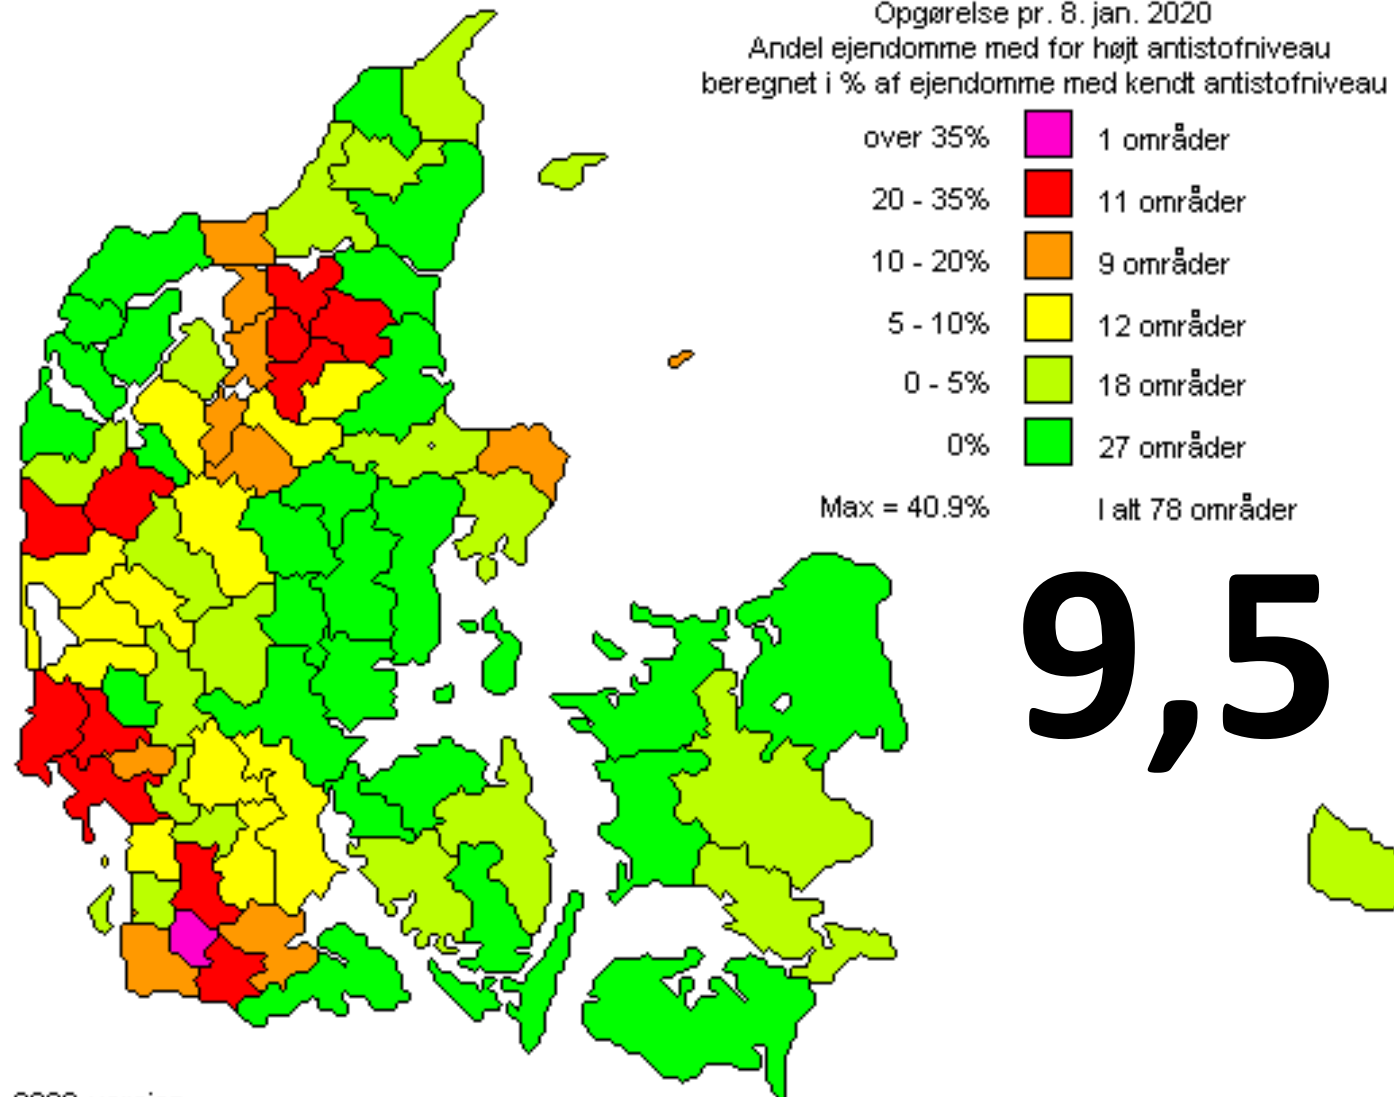 Opgørelse pr. 8. jan. 2020
Andel ejendomme med for højt antistofniveau
beregnet i % af ejendomme med kendt antistofniveau
over 35% 1 områder
20 - 35% 11 områder
10 - 20% 9 områder
5 - 10% 12 områder
0 - 5% 18 områder
0% 27 områder
Max = 40.9% I alt 78 områder
9,5